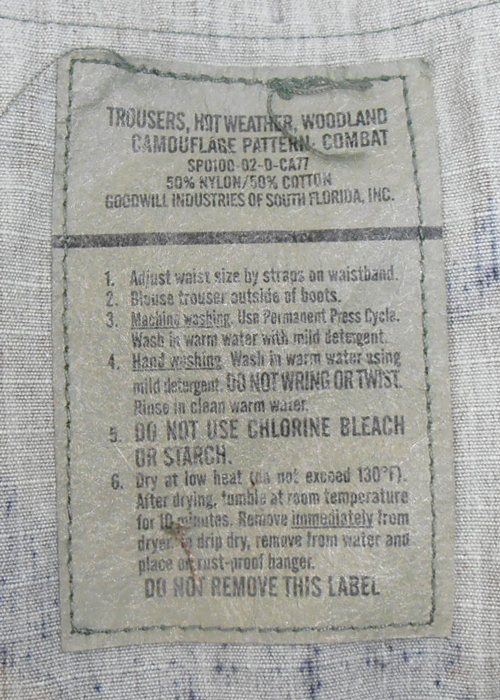 TROUSERS, HOT WEATHER, WOODLAND
CAMOUFLAGE PATTERN: COMBAT
SPO100-02-D-CA77
50% NYLON/50% COTTON
GOODWILL INDUSTRIES OF SOUTH FLORIDA, INC.
1. Adjust waist size by straps on waistband.
2. Blouse trouser outside of boots.
3. Machine washing. Use Permanent Press Cycle.
Wash in warm water with mild detergent.
4. Hand washing. Wash in warm water using
mild detergent. DO NOT WRING OR TWIST.
Rinse in clean warm water.
5. DO NOT USE CHLORINE BLEACH
OR STARCH.
6. Dry at low heat (do not exceed 130°F).
After drying, tumble at room temperature
for 10 minutes. Remove immediately from
dryer. To drip dry, remove from water and
place on rust-proof hanger.
DO NOT REMOVE THIS LABEL